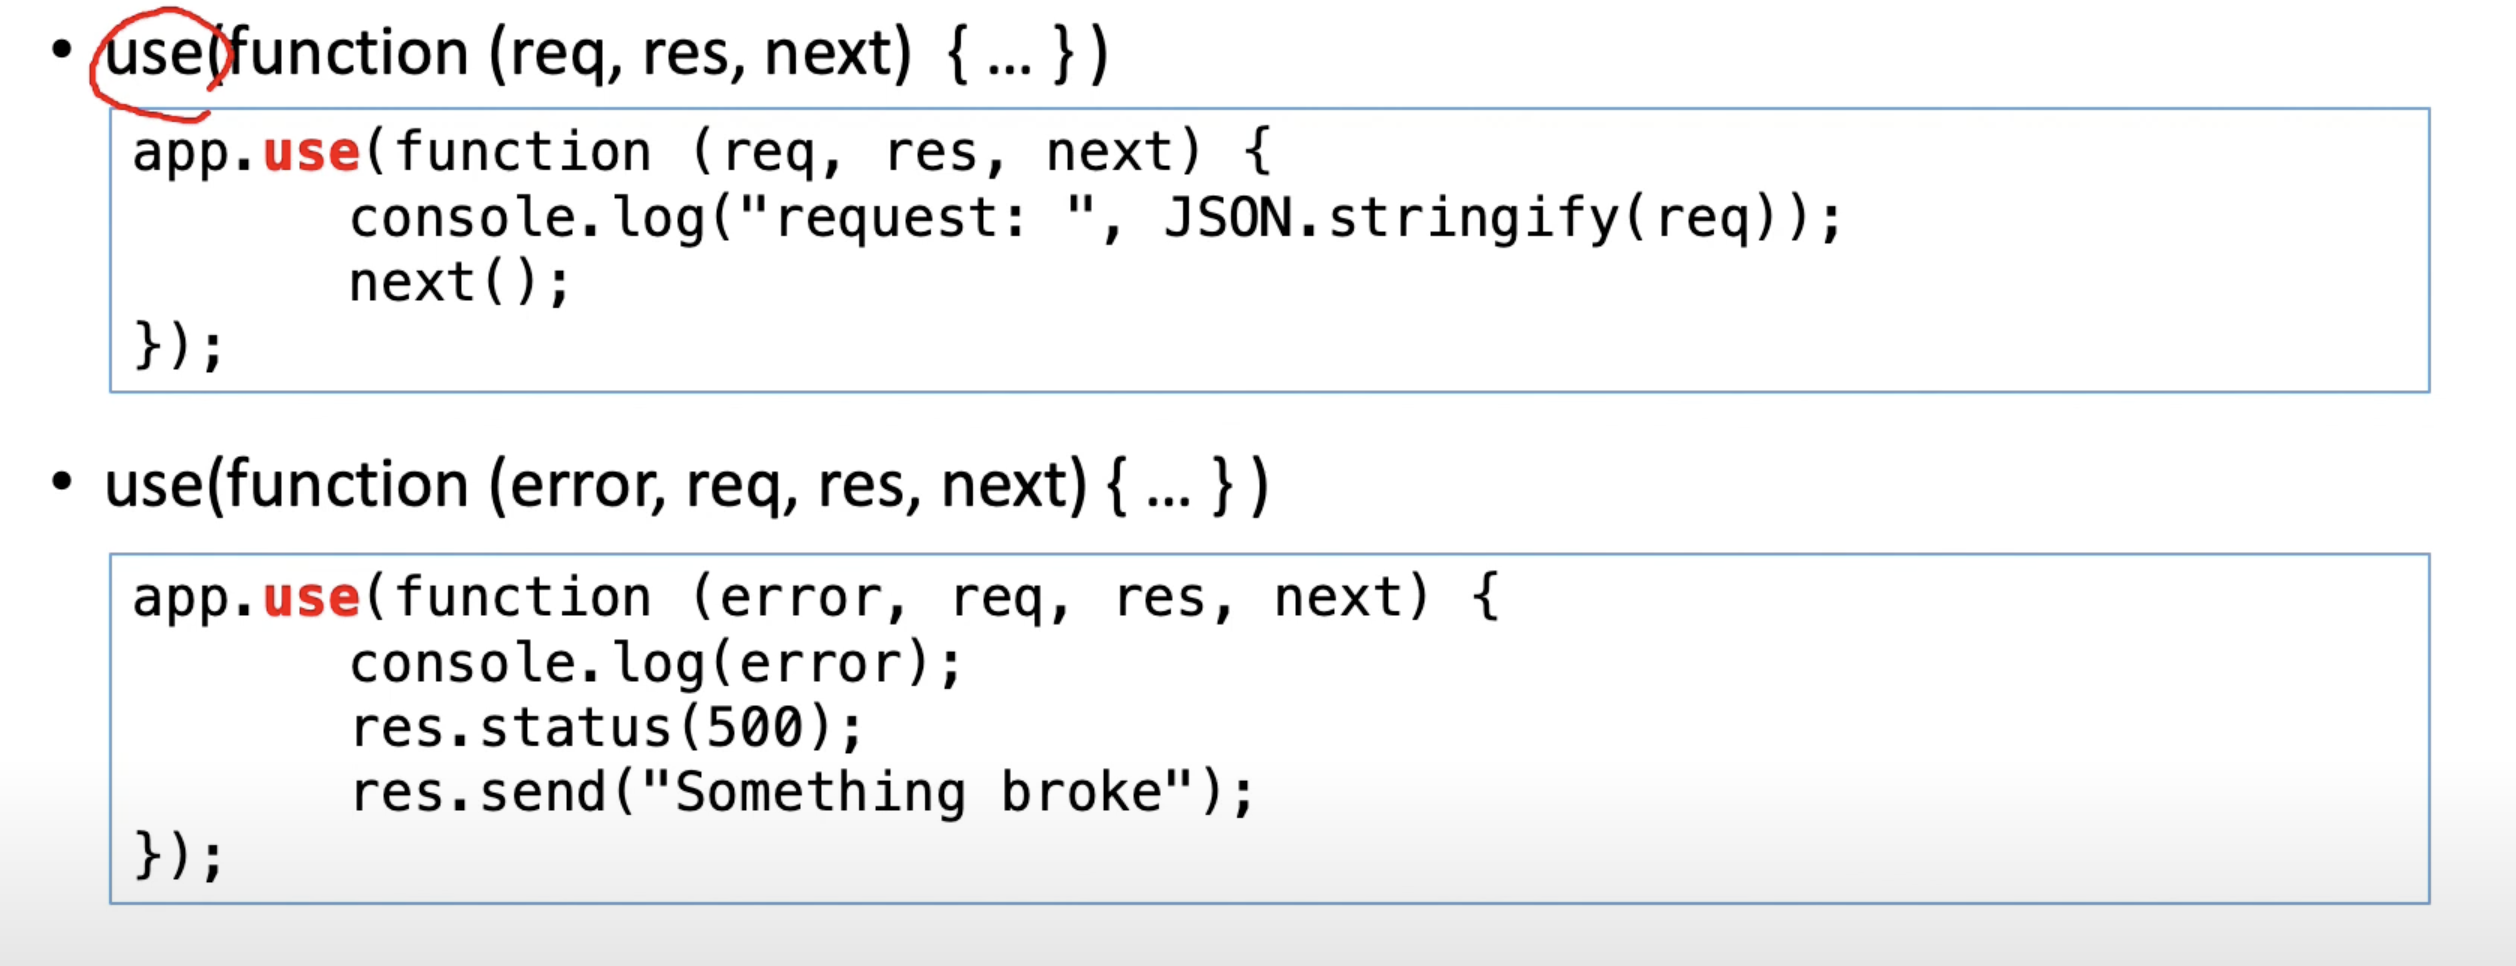 • use(function (req, res, next) { … } )
app.use(function (req, res, next) {
console.log("request: ", JSON.stringify(req));
next();
});
• use(function (error, req, res, next) { … } )
app.use(function (error, req, res, next) {
console.log(error);
res.status(500);
res.send("Something broke");
});